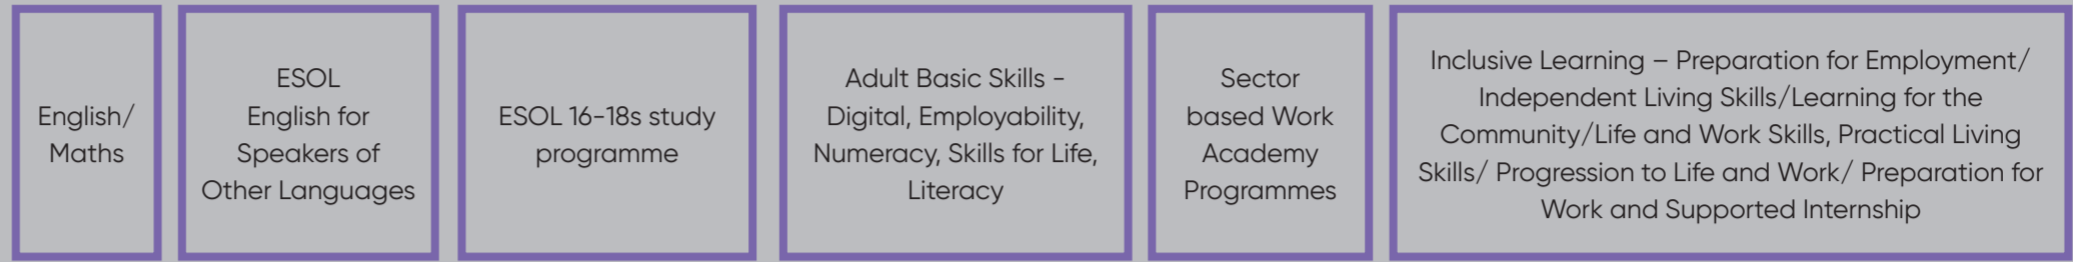 English/
Maths
ESOL
English for
Speakers of
Other Languages
ESOL 16-18s study
programme
Adult Basic Skills -
Digital, Employability,
Numeracy, Skills for Life,
Literacy
Sector
based Work
Academy
Programmes
Inclusive Learning – Preparation for Employment/
Independent Living Skills/Learning for the
Community/Life and Work Skills, Practical Living
Skills/ Progression to Life and Work/ Preparation for
Work and Supported Internship